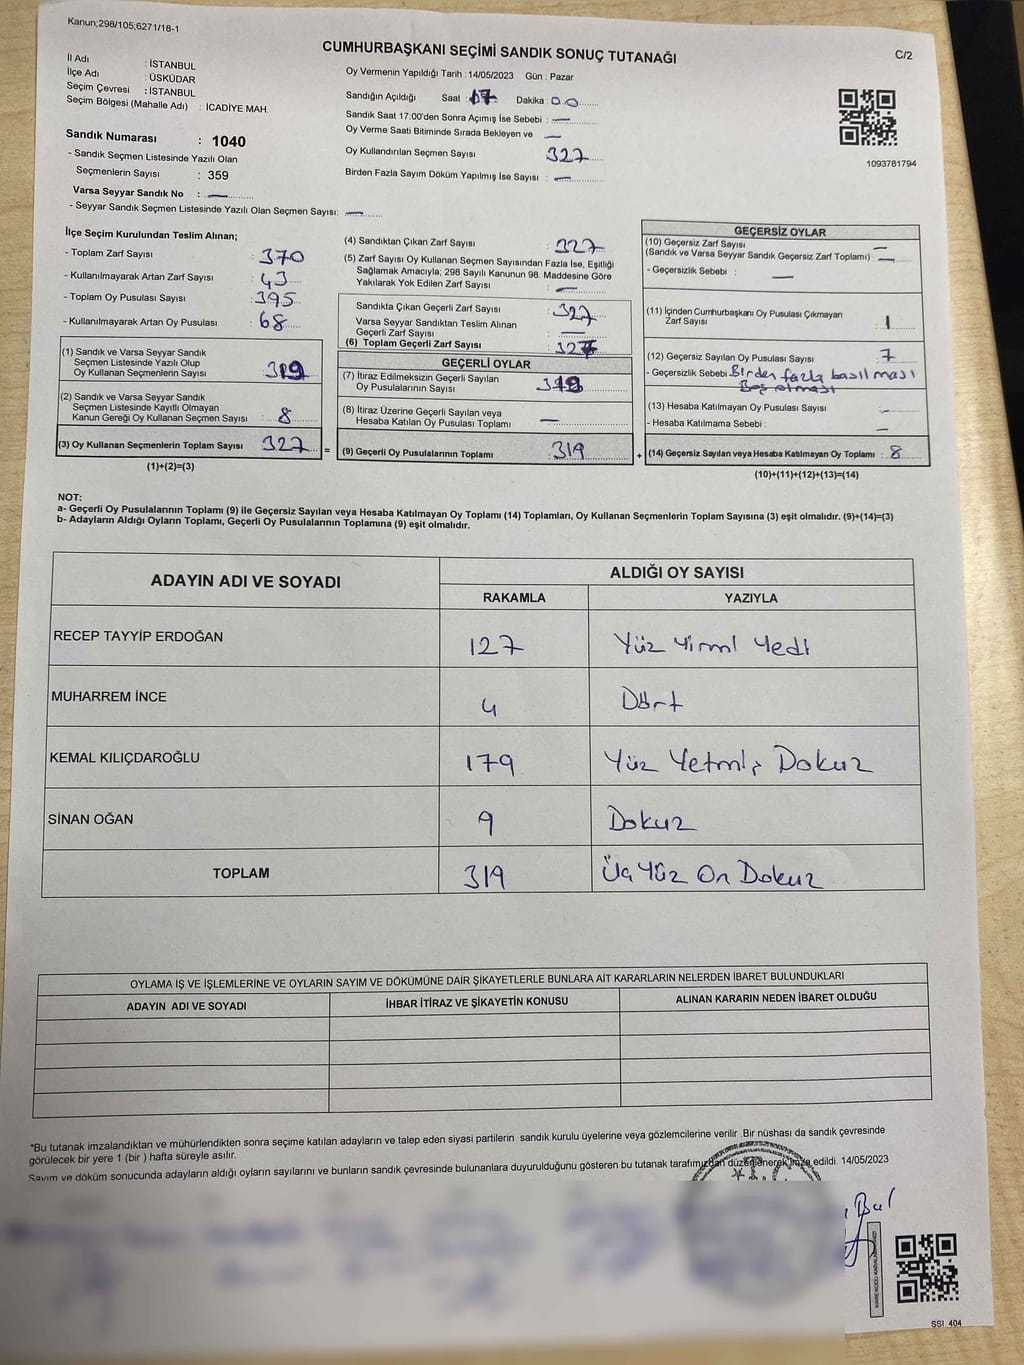 Kanun;298/105;6271/18-1
CUMHURBAŞKANI SEÇİMİ SANDIK SONUÇ TUTANAĞI
C/2
İl Adı : İSTANBUL
İlçe Adı : ÜSKÜDAR
Seçim Çevresi : İSTANBUL
Seçim Bölgesi (Mahalle Adı) : İCADİYE MAH.
Sandık Numarası : 1040
- Sandık Seçmen Listesinde Yazılı Olan
Seçmenlerin Sayısı : 359
Varsa Seyyar Sandık No : —
- Seyyar Sandık Seçmen Listesinde Yazılı Olan Seçmen Sayısı: —
Oy Vermenin Yapıldığı Tarih : 14/05/2023 Gün : Pazar
Sandığın Açıldığı Saat : 17 Dakika : 00
Sandık Saat 17:00'den Sonra Açımış İse Sebebi : —
Oy Verme Saati Bitiminde Sırada Bekleyen ve —
Oy Kullandırılan Seçmen Sayısı 327
Birden Fazla Sayım Döküm Yapılmış İse Sayısı : —
1093781794
İlçe Seçim Kurulundan Teslim Alınan;
- Toplam Zarf Sayısı : 370
- Kullanılmayarak Artan Zarf Sayısı : 43
- Toplam Oy Pusulası Sayısı : 395
- Kullanılmayarak Artan Oy Pusulası : 68
(1) Sandık ve Varsa Seyyar Sandık
Seçmen Listesinde Yazılı Olup
Oy Kullanan Seçmenlerin Sayısı : 319
(2) Sandık ve Varsa Seyyar Sandık
Seçmen Listesinde Kayıtlı Olmayan
Kanun Gereği Oy Kullanan Seçmen Sayısı : 8
(3) Oy Kullanan Seçmenlerin Toplam Sayısı 327
(1)+(2)=(3)
(4) Sandıktan Çıkan Zarf Sayısı : 327
(5) Zarf Sayısı Oy Kullanan Seçmen Sayısından Fazla İse, Eşitliği
Sağlamak Amacıyla; 298 Sayılı Kanunun 98. Maddesine Göre
Yakılarak Yok Edilen Zarf Sayısı : —
Sandıkta Çıkan Geçerli Zarf Sayısı : 327
Varsa Seyyar Sandıktan Teslim Alınan
Geçerli Zarf Sayısı : —
(6) Toplam Geçerli Zarf Sayısı : 327
GEÇERLİ OYLAR
(7) İtiraz Edilmeksizin Geçerli Sayılan
Oy Pusulalarının Sayısı
(8) İtiraz Üzerine Geçerli Sayılan veya
Hesaba Katılan Oy Pusulası Toplamı : —
(9) Geçerli Oy Pusulalarının Toplamı : 319
GEÇERSİZ OYLAR
(10) Geçersiz Zarf Sayısı —
(Sandık ve Varsa Seyyar Sandık Geçersiz Zarf Toplamı) : —
- Geçersizlik Sebebi : —
(11) İçinden Cumhurbaşkanı Oy Pusulası Çıkmayan
Zarf Sayısı : 1
(12) Geçersiz Sayılan Oy Pusulası Sayısı : 7
- Geçersizlik Sebebi : Birden fazla basılması
Boş olması
(13) Hesaba Katılmayan Oy Pusulası Sayısı : —
- Hesaba Katılmama Sebebi : —
(14) Geçersiz Sayılan veya Hesaba Katılmayan Oy Toplamı : 8
(10)+(11)+(12)+(13)=(14)
NOT:
a- Geçerli Oy Pusulalarının Toplamı (9) ile Geçersiz Sayılan veya Hesaba Katılmayan Oy Toplamı (14) Toplamları, Oy Kullanan Seçmenlerin Toplam Sayısına (3) eşit olmalıdır. (9)+(14)=(3)
b- Adayların Aldığı Oyların Toplamı, Geçerli Oy Pusulalarının Toplamına (9) eşit olmalıdır.
ADAYIN ADI VE SOYADI
ALDIĞI OY SAYISI
RAKAMLA YAZIYLA
RECEP TAYYİP ERDOĞAN 127 Yüz Yirmi Yedi
MUHARREM İNCE 4 Dört
KEMAL KILIÇDAROĞLU 179 Yüz Yetmiş Dokuz
SİNAN OĞAN 9 Dokuz
TOPLAM 319 Üç Yüz On Dokuz
OYLAMA İŞ VE İŞLEMLERİNE VE OYLARIN SAYIM VE DÖKÜMÜNE DAİR ŞİKAYETLERLE BUNLARA AİT KARARLARIN NELERDEN İBARET BULUNDUKLARI
ADAYIN ADI VE SOYADI İHBAR İTİRAZ VE ŞİKAYETİN KONUSU ALINAN KARARIN NEDEN İBARET OLDUĞU
*Bu tutanak imzalandıktan ve mühürlendikten sonra seçime katılan adayların ve talep eden siyasi partilerin sandık kurulu üyelerine veya gözlemcilerine verilir .Bir nüshası da sandık çevresinde
görülecek bir yere 1 (bir ) hafta süreyle asılır.
Sayım ve döküm sonucunda adayların aldığı oyların sayılarını ve bunların sandık çevresinde bulunanlara duyurulduğunu gösteren bu tutanak tarafımızdan düzenlenerek imza edildi. 14/05/2023
SSI 404